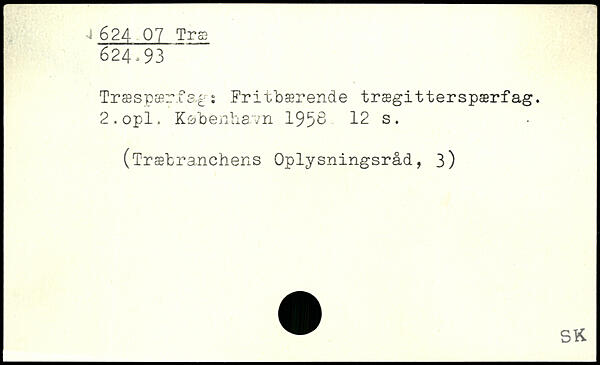 624.07 Træ
624.93
Træspærfag: Fritbærende trægitterspærfag.
2.opl. København 1958. 12 s.
(Træbranchens Oplysningsråd, 3)
SK